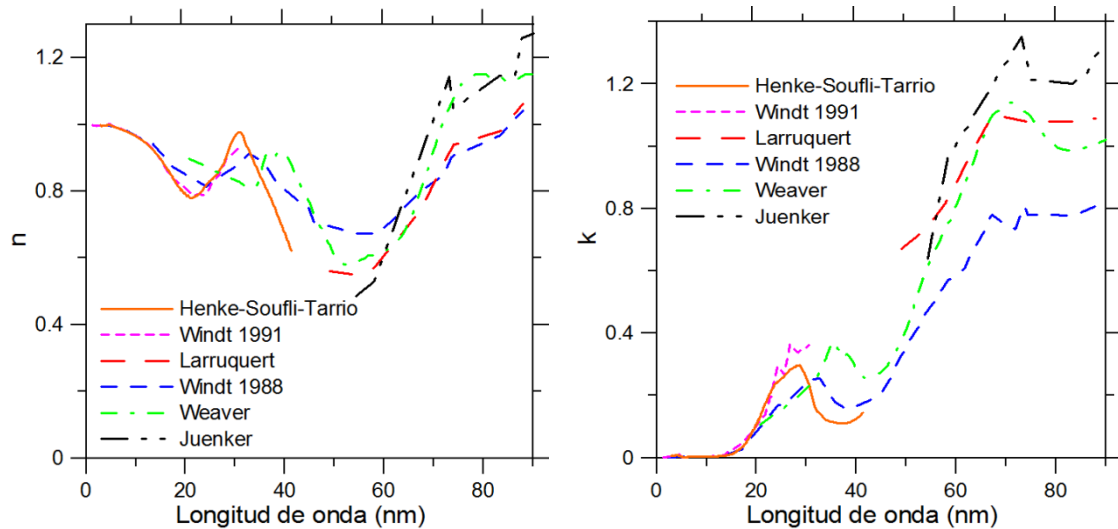 n
1.2
0.8
0.4
0
Henke-Soufli-Tarrio
Windt 1991
Larruquert
Windt 1988
Weaver
Juenker
0 20 40 60 80
Longitud de onda (nm)
k
1.2
0.8
0.4
0
Henke-Soufli-Tarrio
Windt 1991
Larruquert
Windt 1988
Weaver
Juenker
0 20 40 60 80
Longitud de onda (nm)